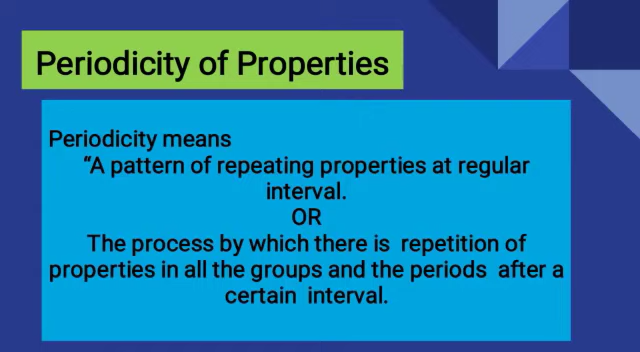 Periodicity of Properties
Periodicity means
“A pattern of repeating properties at regular
interval.
OR
The process by which there is repetition of
properties in all the groups and the periods after a
certain interval.